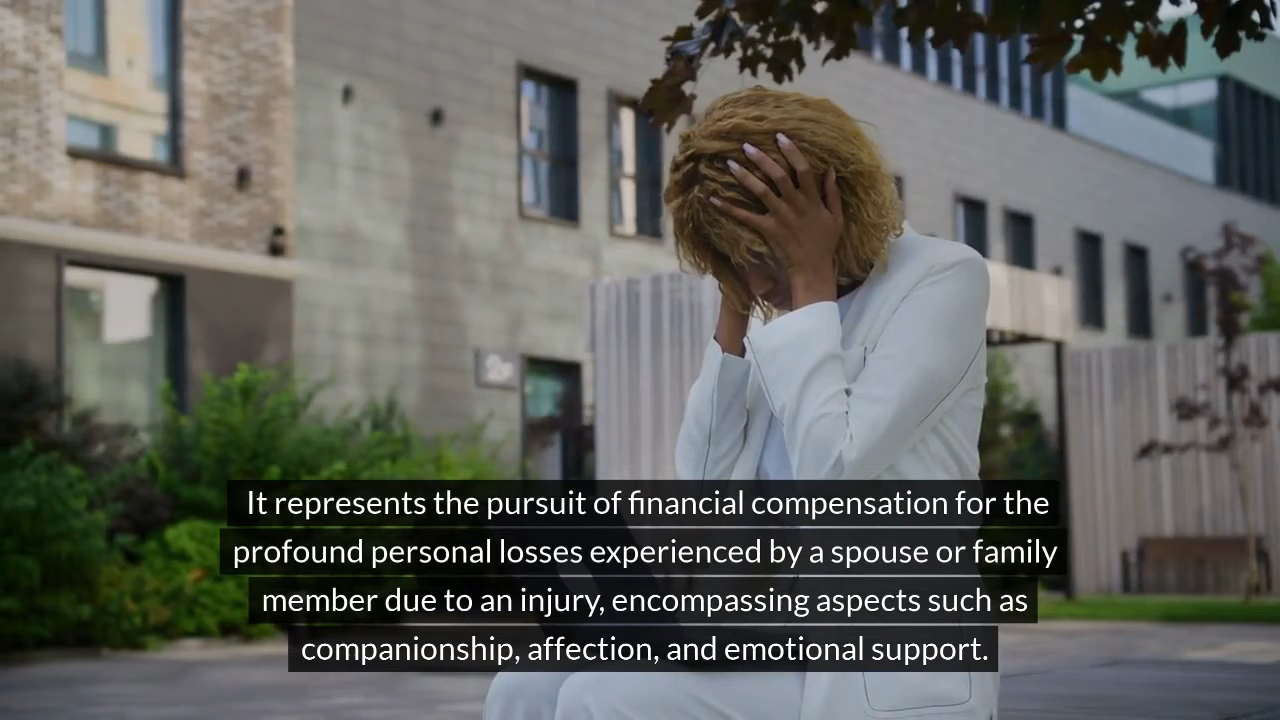 It represents the pursuit of financial compensation for the
profound personal losses experienced by a spouse or family
member due to an injury, encompassing aspects such as
companionship, affection, and emotional support.